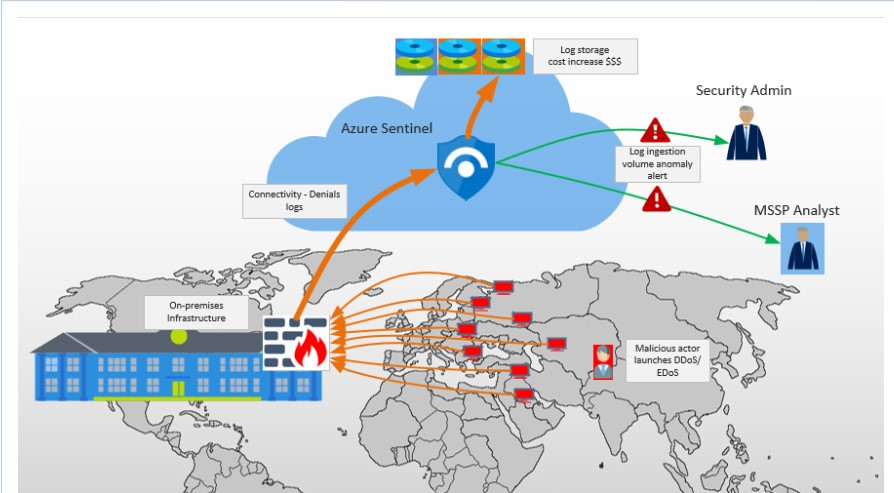 Log storage
cost increase $$$
Security Admin
Azure Sentinel
Log ingestion
volume anomaly
alert
Connectivity - Denials
logs
MSSP Analyst
On-premises
Infrastructure
Malicious actor
launches DDoS/
EDoS